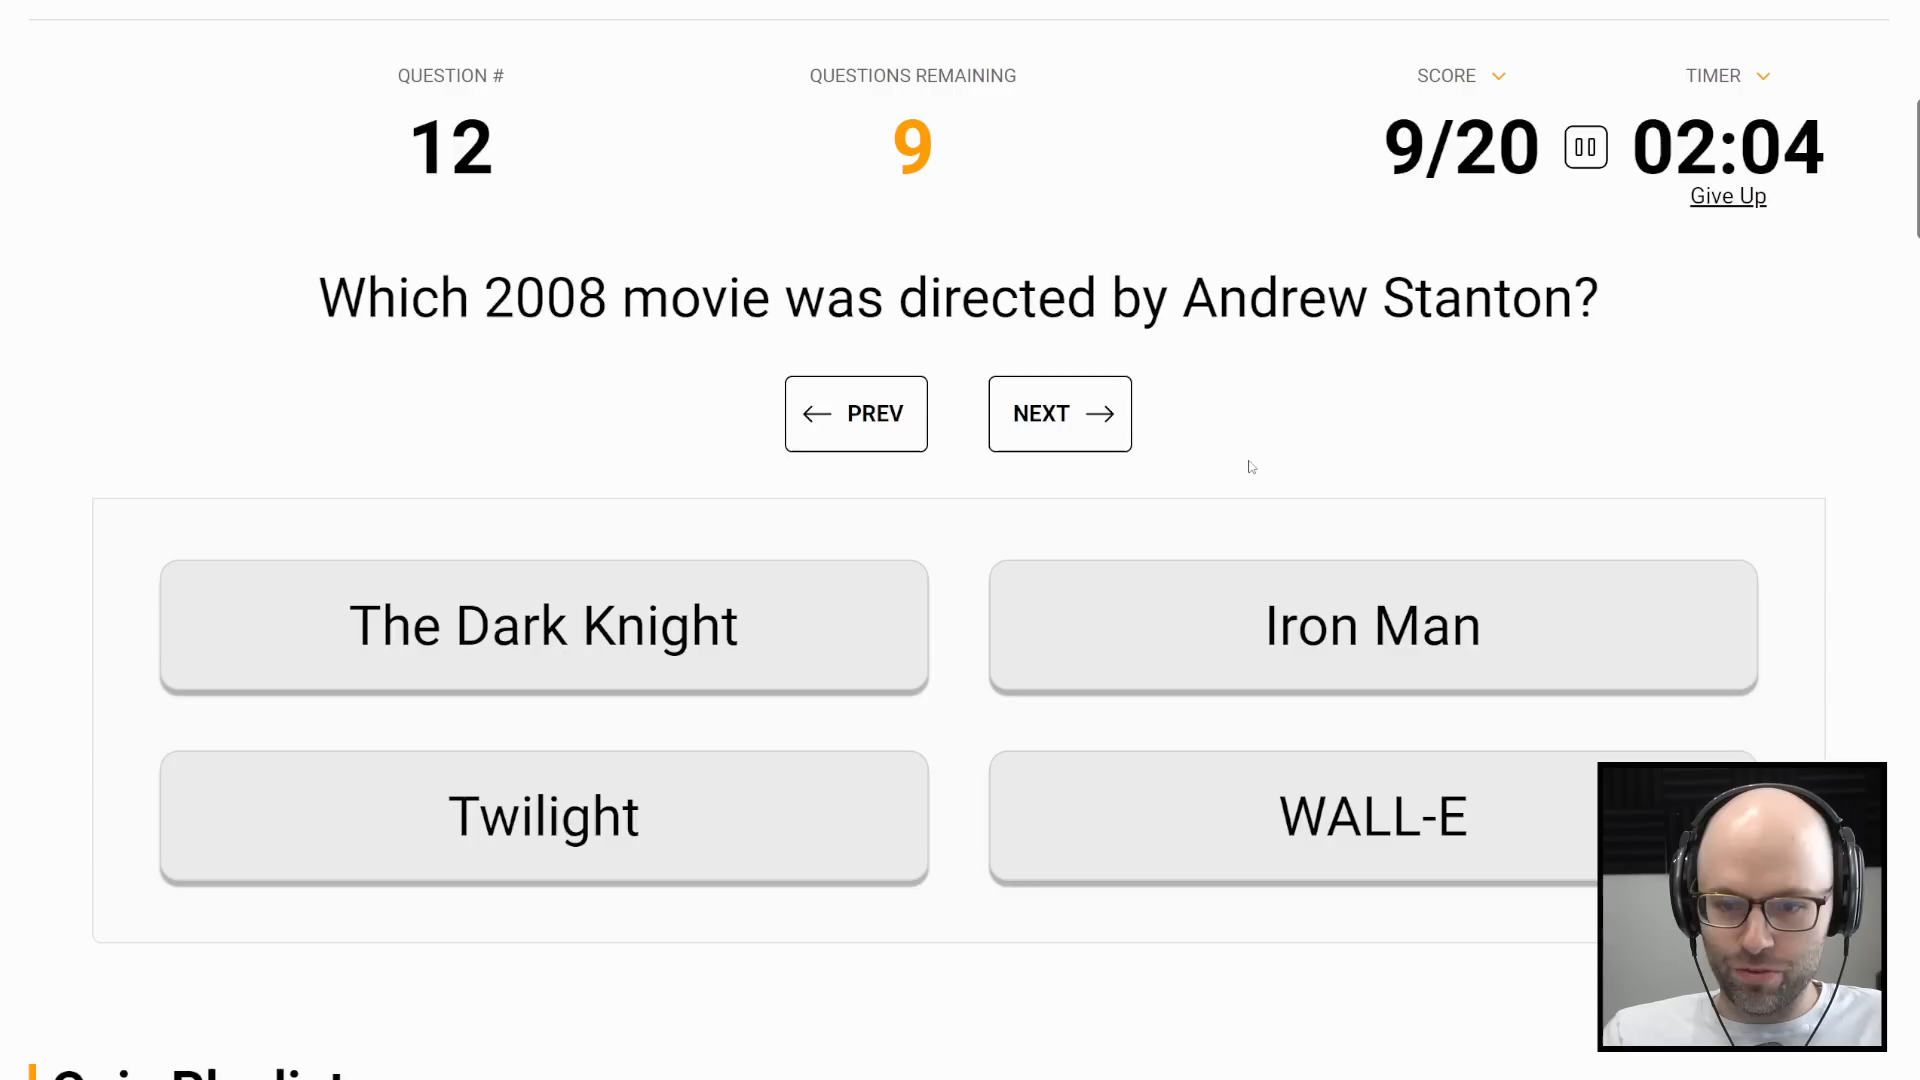 QUESTION #
QUESTIONS REMAINING
SCORE
TIMER
12
9
9/20
02:04
Give Up
Which 2008 movie was directed by Andrew Stanton?
PREV
NEXT
The Dark Knight
Iron Man
Twilight
WALL-E